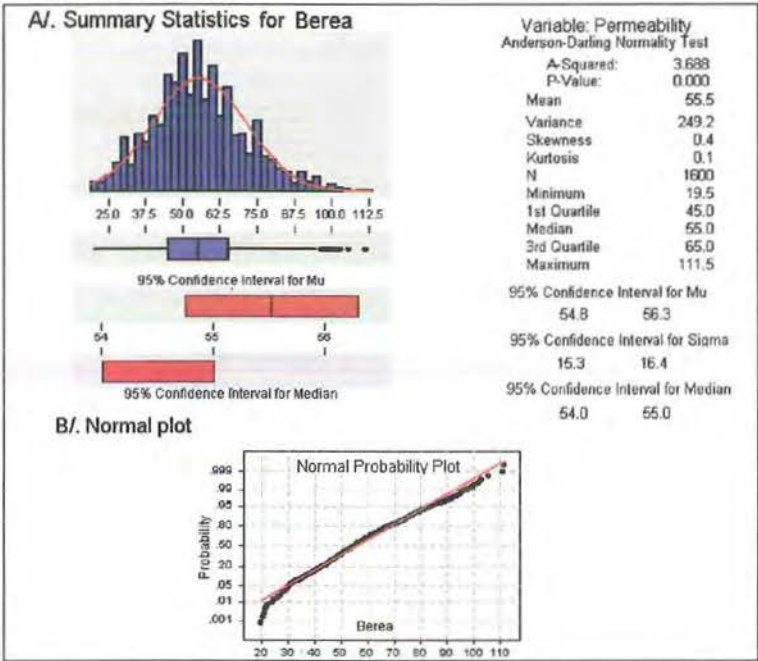 A/. Summary Statistics for Berea
25.0 37.5 50.0 62.5 75.0 87.5 100.0 112.5
95% Confidence Interval for Mu
54 55 56
95% Confidence Interval for Median
Variable: Permeability
Anderson-Darling Normality Test
A-Squared: 3.688
P-Value: 0.000
Mean 55.5
Variance 249.2
Skewness 0.4
Kurtosis 0.1
N 1600
Minimum 19.5
1st Quartile 45.0
Median 55.0
3rd Quartile 65.0
Maximum 111.5
95% Confidence Interval for Mu
54.8 56.3
95% Confidence Interval for Sigma
15.3 16.4
95% Confidence Interval for Median
54.0 55.0
B/. Normal plot
Normal Probability Plot
Probability
.999
.99
.95
.80
.50
.20
.05
.01
.001
Berea
20 30 40 50 60 70 80 90 100 110